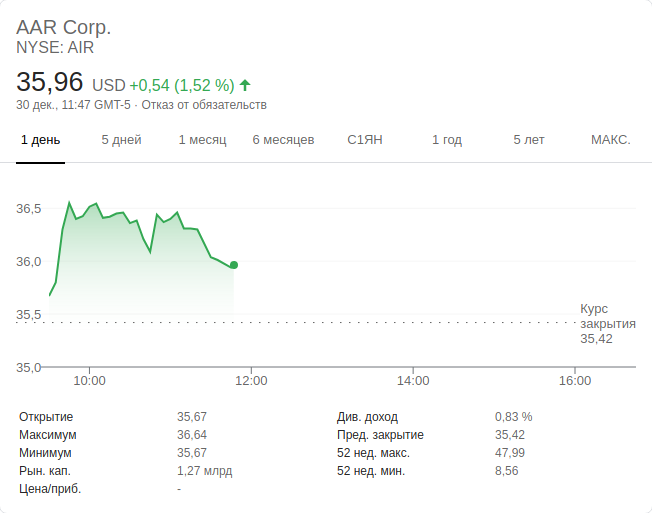 AAR Corp.
NYSE: AIR
35,96 USD +0,54 (1,52 %)
30 дек., 11:47 GMT-5 · Отказ от обязательств
1 день 5 дней 1 месяц 6 месяцев С1ЯН 1 год 5 лет МАКС.
36,5
36,0
35,5
Курс
закрытия
35,42
35,0
10:00 12:00 14:00 16:00
Открытие 35,67 Див. доход 0,83 %
Максимум 36,64 Пред. закрытие 35,42
Минимум 35,67 52 нед. макс. 47,99
Рын. кап. 1,27 млрд 52 нед. мин. 8,56
Цена/приб. -